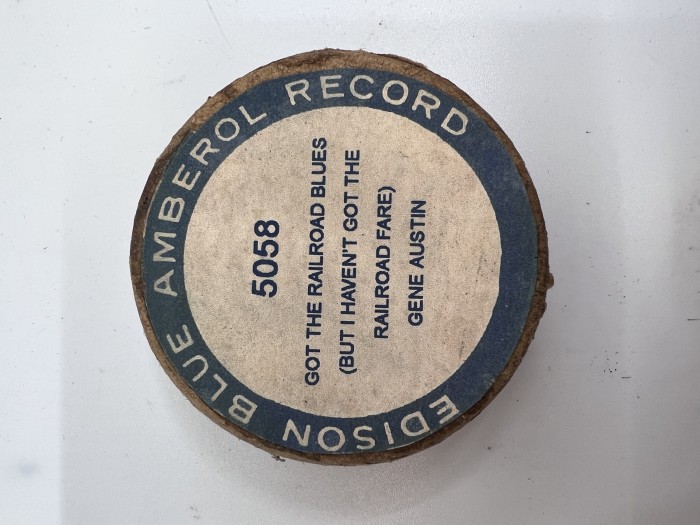 EDISON BLUE AMBEROL RECORD
5058
GOT THE RAILROAD BLUES
(BUT I HAVEN'T GOT THE
RAILROAD FARE)
GENE AUSTIN